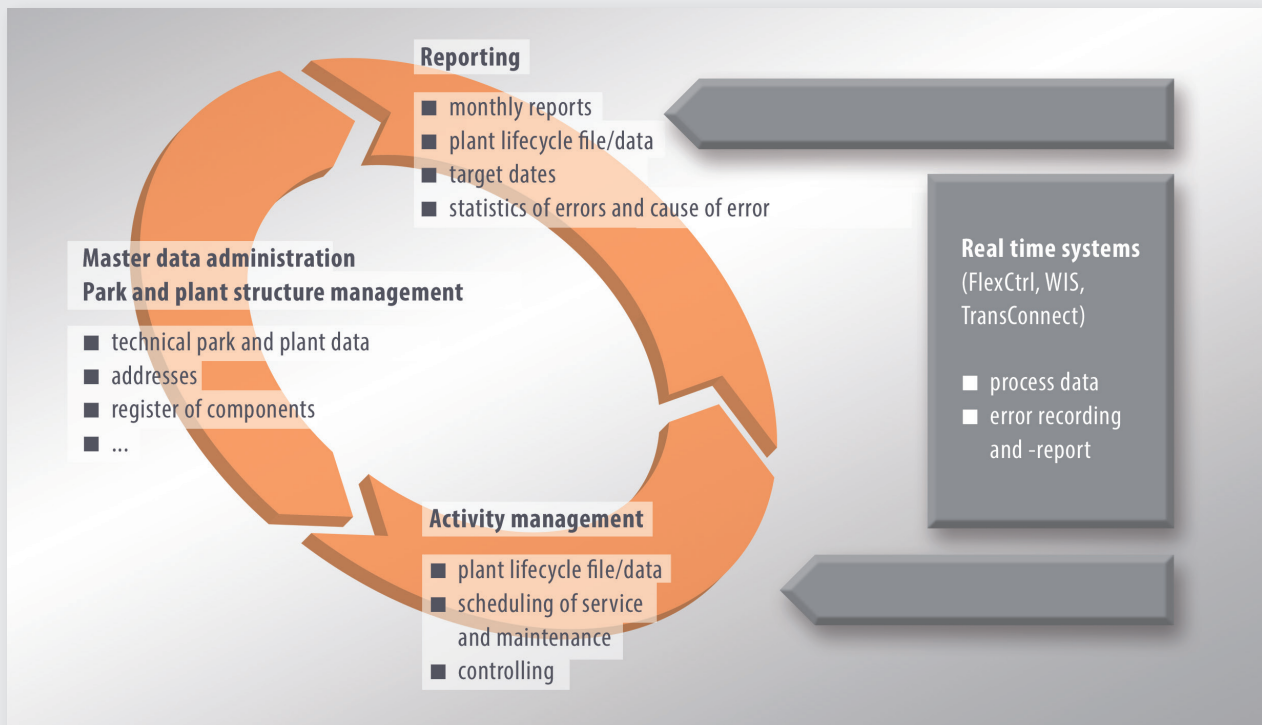 Reporting
■ monthly reports
■ plant lifecycle file/data
■ target dates
■ statistics of errors and cause of error
Master data administration
Park and plant structure management
■ technical park and plant data
■ addresses
■ register of components
■ ...
Activity management
■ plant lifecycle file/data
■ scheduling of service
and maintenance
■ controlling
Real time systems
(FlexCtrl, WIS,
TransConnect)
■ process data
■ error recording
and -report